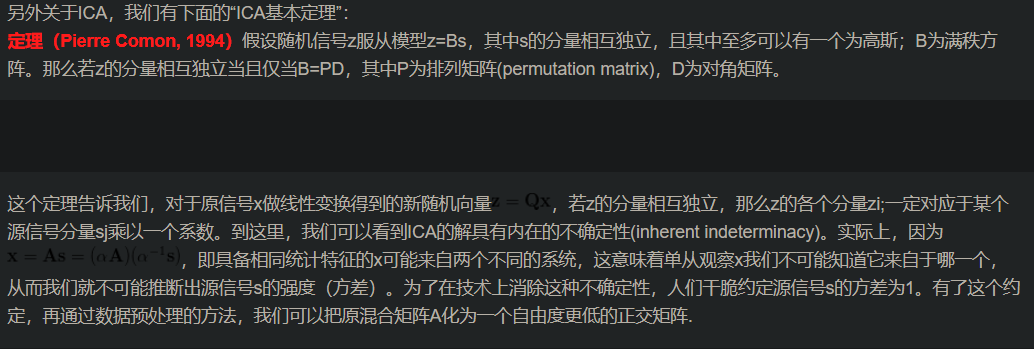 另外关于ICA，我们有下面的“ICA基本定理”：
定理（Pierre Comon, 1994）假设随机信号z服从模型z=Bs，其中s的分量相互独立，且其中至多可以有一个为高斯；B为满秩方
阵。那么若z的分量相互独立当且仅当B=PD，其中P为排列矩阵(permutation matrix)，D为对角矩阵。
这个定理告诉我们，对于原信号x做线性变换得到的新随机向量z = Qx，若z的分量相互独立，那么z的各个分量zi;一定对应于某个
源信号分量sj乘以一个系数。到这里，我们可以看到ICA的解具有内在的不确定性(inherent indeterminacy)。实际上，因为
x = As = (αA)(α⁻¹s)，即具备相同统计特征的x可能来自两个不同的系统，这意味着单从观察x我们不可能知道它来自于哪一个，
从而我们就不可能推断出源信号s的强度（方差）。为了在技术上消除这种不确定性，人们干脆约定源信号s的方差为1。有了这个约
定，再通过数据预处理的方法，我们可以把原混合矩阵A化为一个自由度更低的正交矩阵.